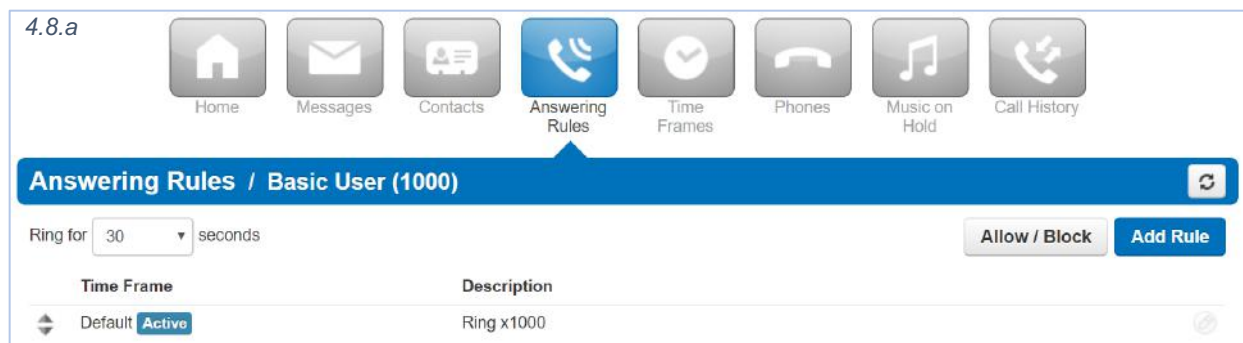 4.8.a
Home Messages Contacts Answering Rules Time Frames Phones Music on Hold Call History
Answering Rules / Basic User (1000)
Ring for 30 seconds Allow / Block Add Rule
Time Frame Description
Default Active Ring x1000